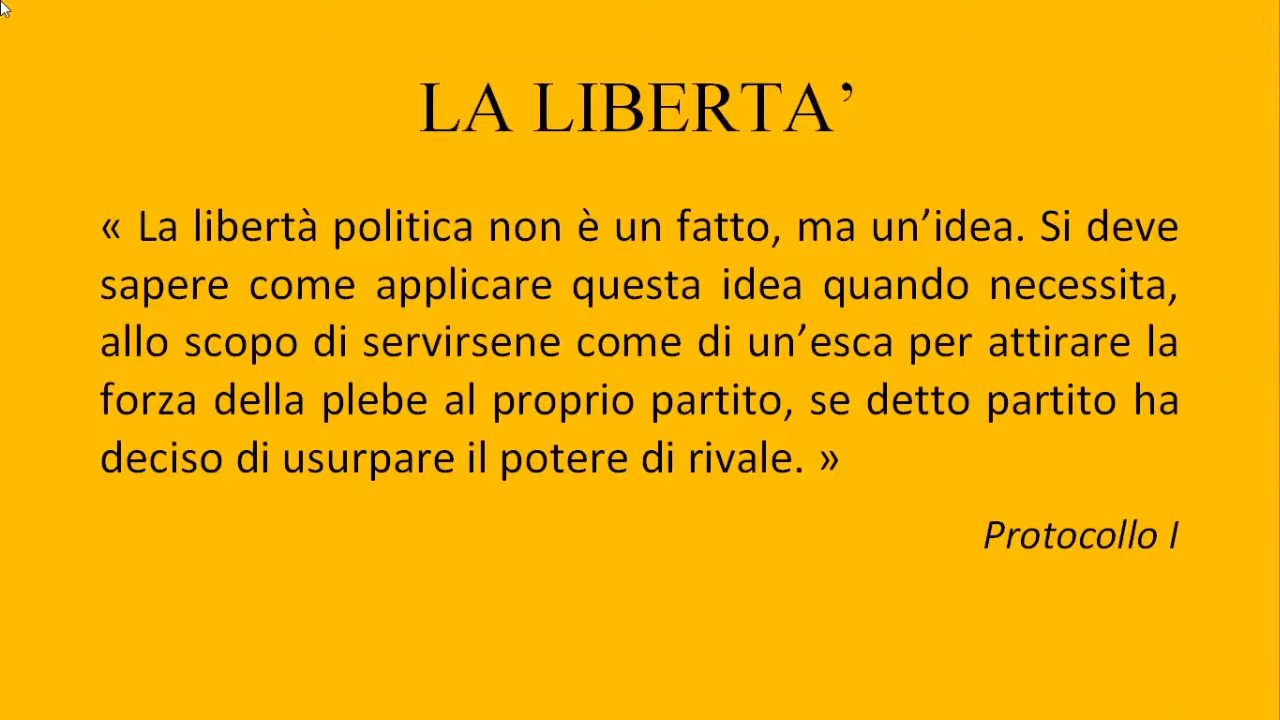 LA LIBERTA’
« La libertà politica non è un fatto, ma un’idea. Si deve
sapere come applicare questa idea quando necessita,
allo scopo di servirsene come di un’esca per attirare la
forza della plebe al proprio partito, se detto partito ha
deciso di usurpare il potere di rivale. »
Protocollo I